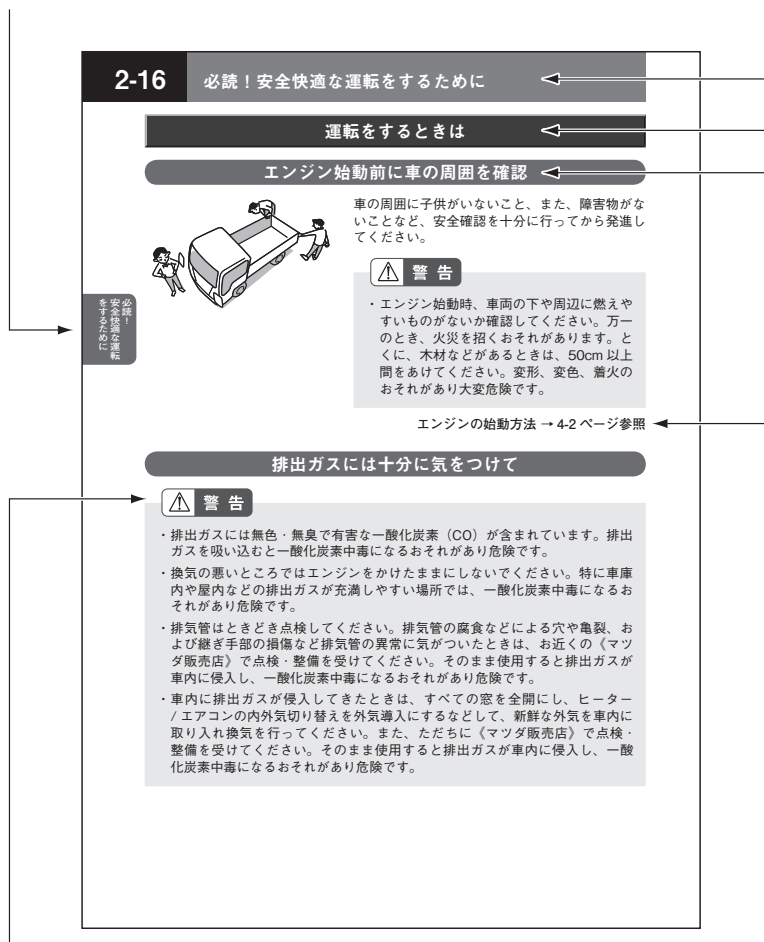 2-16 必読！安全快適な運転をするために
運転をするときは
エンジン始動前に車の周囲を確認
車の周囲に子供がいないこと、また、障害物がな
いことなど、安全確認を十分に行ってから発進し
てください。
警告
・エンジン始動時、車両の下や周辺に燃えや
すいものがないか確認してください。万一
のとき、火災を招くおそれがあります。と
くに、木材などがあるときは、50cm 以上
間をあけてください。変形、変色、着火の
おそれがあり大変危険です。
必読！
安全快適な運転
をするために
エンジンの始動方法 → 4-2 ページ参照
排出ガスには十分に気をつけて
警告
・排出ガスには無色・無臭で有害な一酸化炭素（CO）が含まれています。排出
ガスを吸い込むと一酸化炭素中毒になるおそれがあり危険です。
・換気の悪いところではエンジンをかけたままにしないでください。特に車庫
内や屋内などの排出ガスが充満しやすい場所では、一酸化炭素中毒になるお
それがあり危険です。
・排気管はときどき点検してください。排気管の腐食などによる穴や亀裂、お
よび継ぎ手部の損傷など排気管の異常に気がついたときは、お近くの《マツ
ダ販売店》で点検・整備を受けてください。そのまま使用すると排出ガスが
車内に侵入し、一酸化炭素中毒になるおそれがあり危険です。
・車内に排出ガスが侵入してきたときは、すべての窓を全開にし、ヒーター
/ エアコンの内外気切り替えを外気導入にするなどして、新鮮な外気を車内に
取り入れ換気を行ってください。また、ただちに《マツダ販売店》で点検・
整備を受けてください。そのまま使用すると排出ガスが車内に侵入し、一酸
化炭素中毒になるおそれがあり危険です。